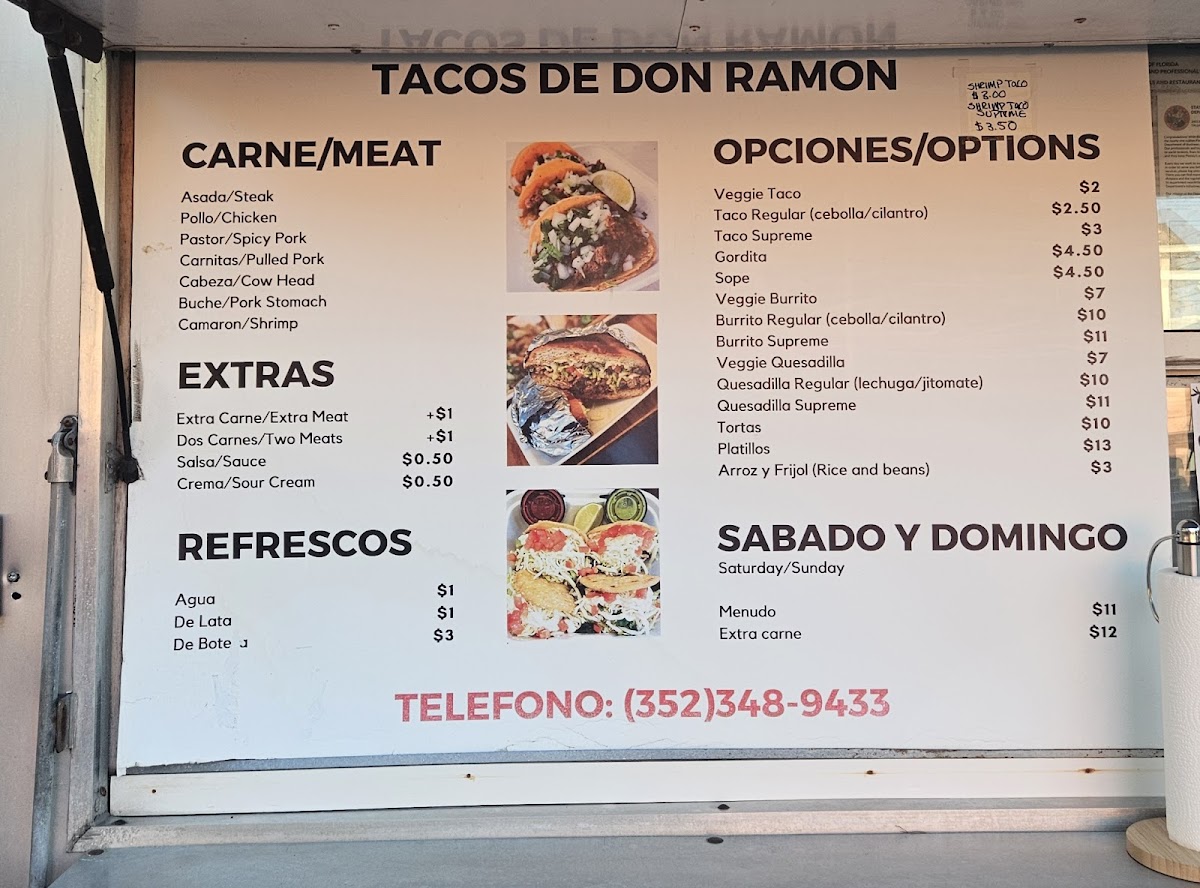 TACOS DE DON RAMON
SHRIMP TACO
$3.00
SHRIMP TACO
SUPREME
$3.50
CARNE/MEAT
Asada/Steak
Pollo/Chicken
Pastor/Spicy Pork
Carnitas/Pulled Pork
Cabeza/Cow Head
Buche/Pork Stomach
Camaron/Shrimp
EXTRAS
Extra Carne/Extra Meat +$1
Dos Carnes/Two Meats +$1
Salsa/Sauce $0.50
Crema/Sour Cream $0.50
REFRESCOS
Agua $1
De Lata $1
De Bote a $3
OPCIONES/OPTIONS
Veggie Taco $2
Taco Regular (cebolla/cilantro) $2.50
Taco Supreme $3
Gordita $4.50
Sope $4.50
Veggie Burrito $7
Burrito Regular (cebolla/cilantro) $10
Burrito Supreme $11
Veggie Quesadilla $7
Quesadilla Regular (lechuga/jitomate) $10
Quesadilla Supreme $11
Tortas $10
Platillos $13
Arroz y Frijol (Rice and beans) $3
SABADO Y DOMINGO
Saturday/Sunday
Menudo $11
Extra carne $12
TELEFONO: (352)348-9433